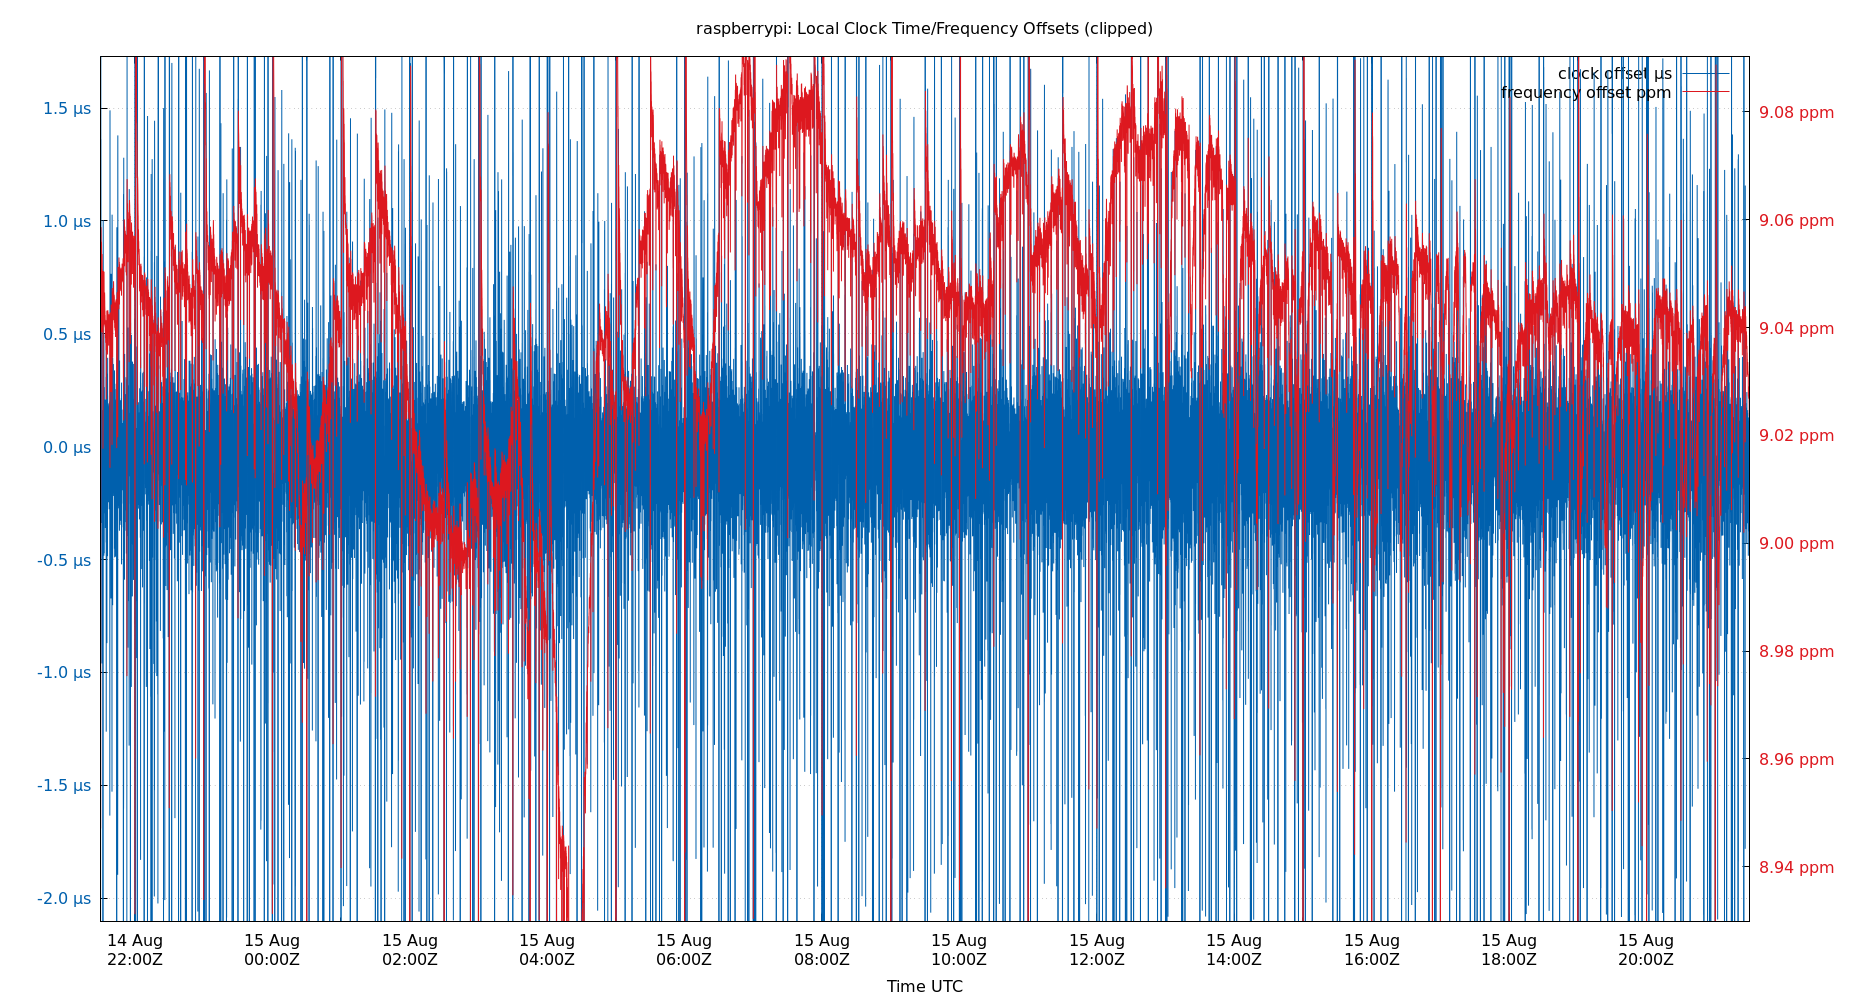 raspberrypi: Local Clock Time/Frequency Offsets (clipped)
clock offset µs
frequency offset ppm
1.5 µs
1.0 µs
0.5 µs
0.0 µs
-0.5 µs
-1.0 µs
-1.5 µs
-2.0 µs
9.08 ppm
9.06 ppm
9.04 ppm
9.02 ppm
9.00 ppm
8.98 ppm
8.96 ppm
8.94 ppm
14 Aug 15 Aug 15 Aug 15 Aug 15 Aug 15 Aug 15 Aug 15 Aug 15 Aug 15 Aug 15 Aug 15 Aug
22:00Z 00:00Z 02:00Z 04:00Z 06:00Z 08:00Z 10:00Z 12:00Z 14:00Z 16:00Z 18:00Z 20:00Z
Time UTC